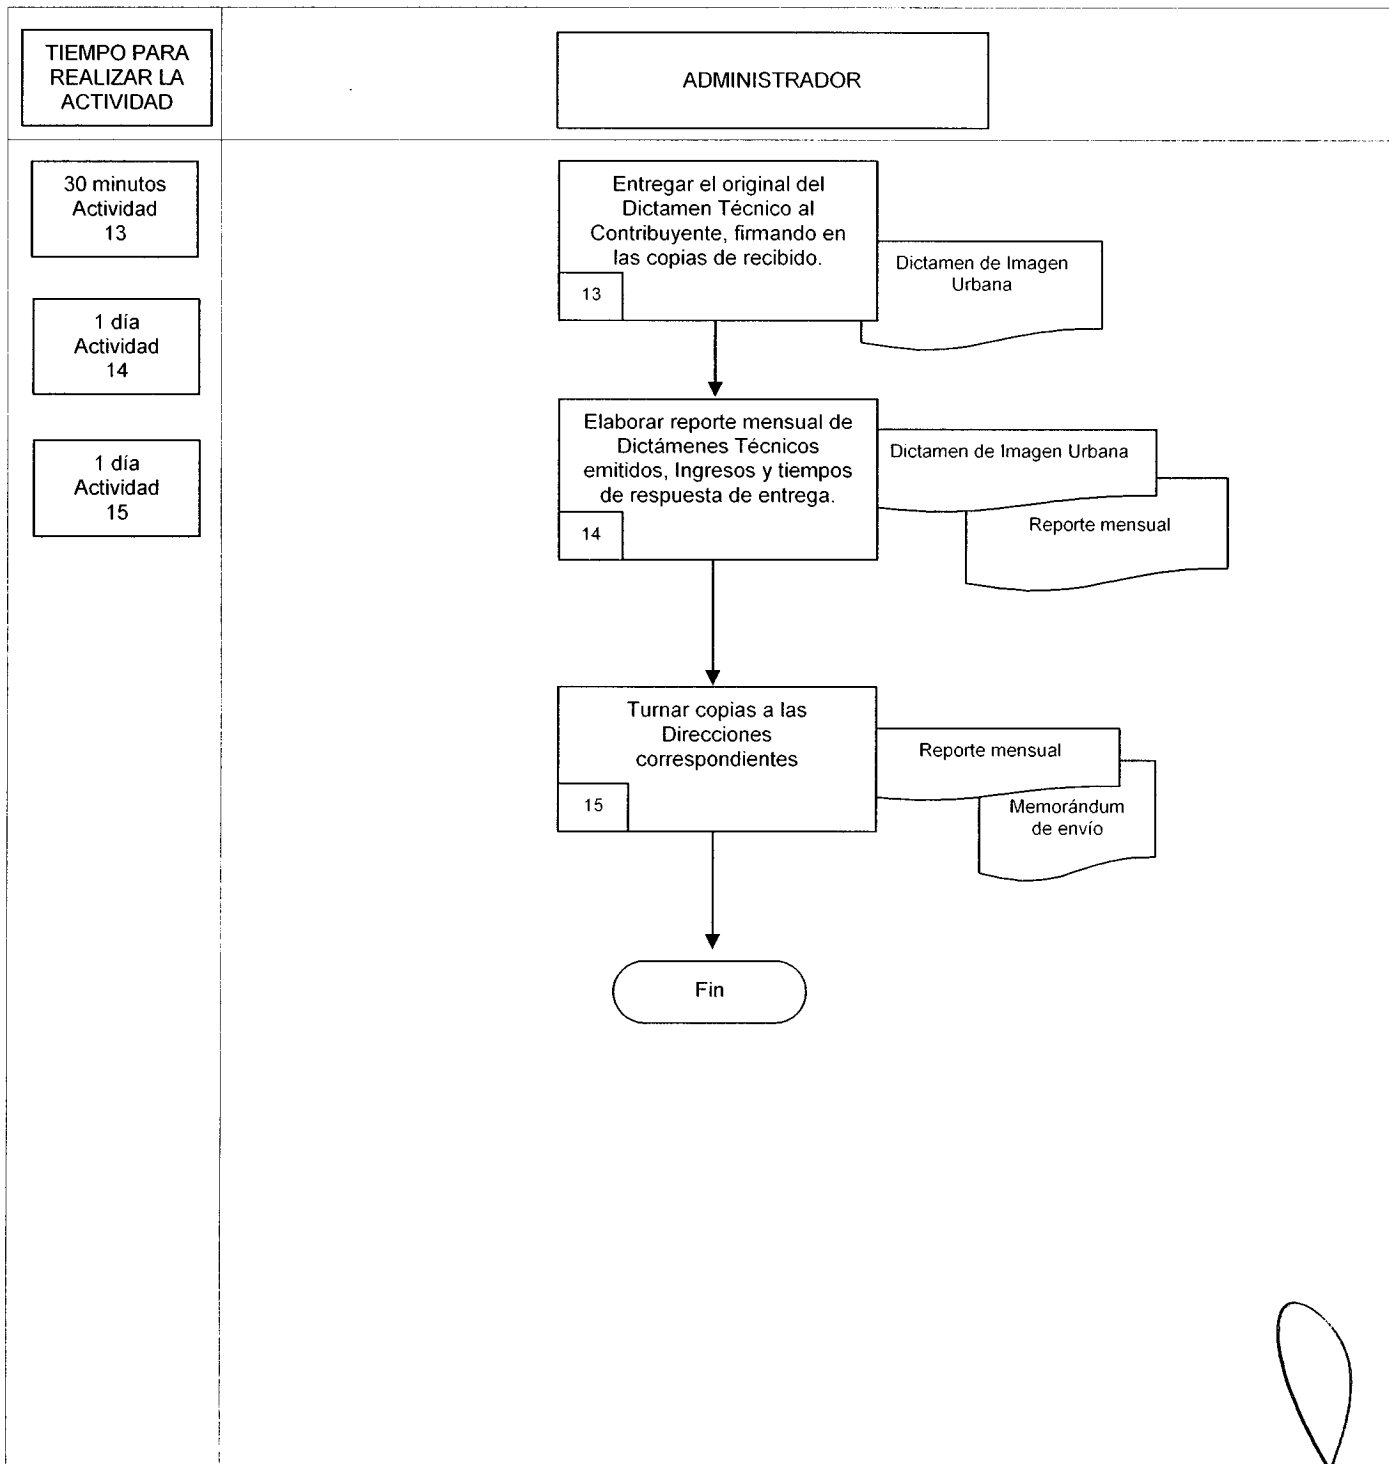 TIEMPO PARA
REALIZAR LA
ACTIVIDAD
ADMINISTRADOR
30 minutos
Actividad
13
1 día
Actividad
14
1 día
Actividad
15
Entregar el original del
Dictamen Técnico al
Contribuyente, firmando en
las copias de recibido.
13
Dictamen de Imagen
Urbana
Elaborar reporte mensual de
Dictámenes Técnicos
emitidos, Ingresos y tiempos
de respuesta de entrega.
14
Dictamen de Imagen Urbana
Reporte mensual
Turnar copias a las
Direcciones
correspondientes
15
Reporte mensual
Memorándum
de envío
Fin